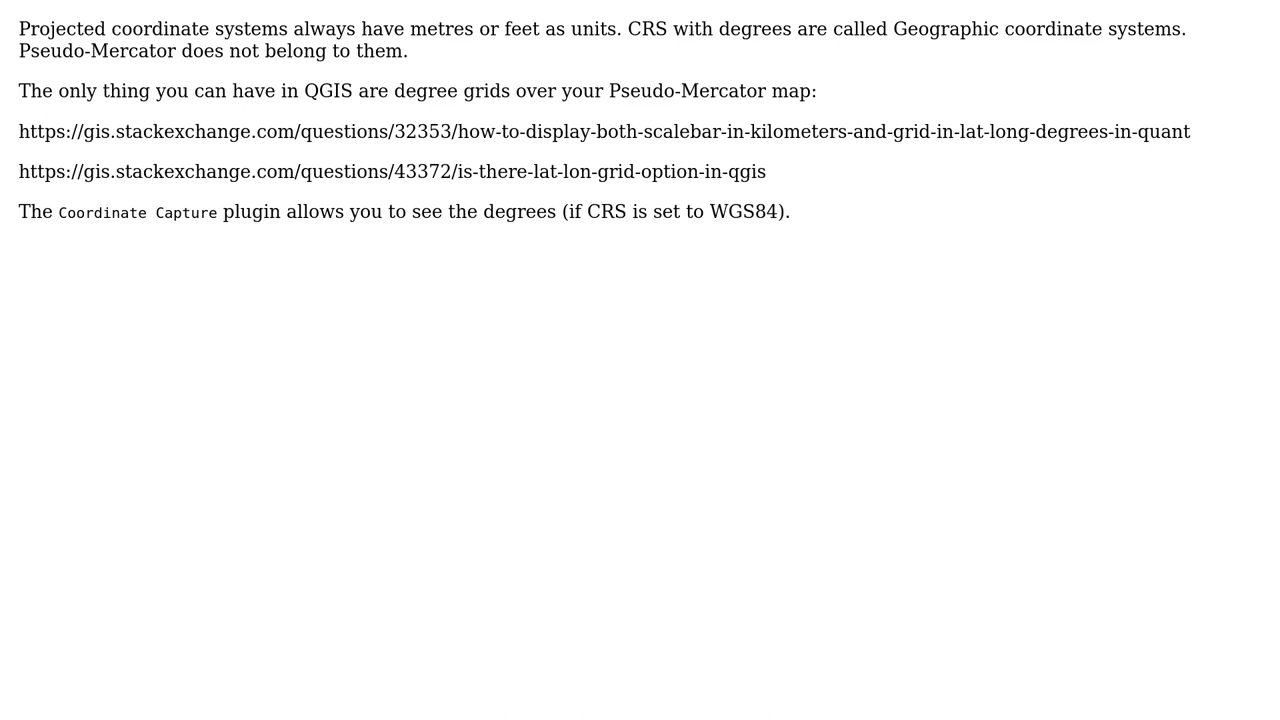 Projected coordinate systems always have metres or feet as units. CRS with degrees are called Geographic coordinate systems.
Pseudo-Mercator does not belong to them.
The only thing you can have in QGIS are degree grids over your Pseudo-Mercator map:
https://gis.stackexchange.com/questions/32353/how-to-display-both-scalebar-in-kilometers-and-grid-in-lat-long-degrees-in-quant
https://gis.stackexchange.com/questions/43372/is-there-lat-lon-grid-option-in-qgis
The Coordinate Capture plugin allows you to see the degrees (if CRS is set to WGS84).